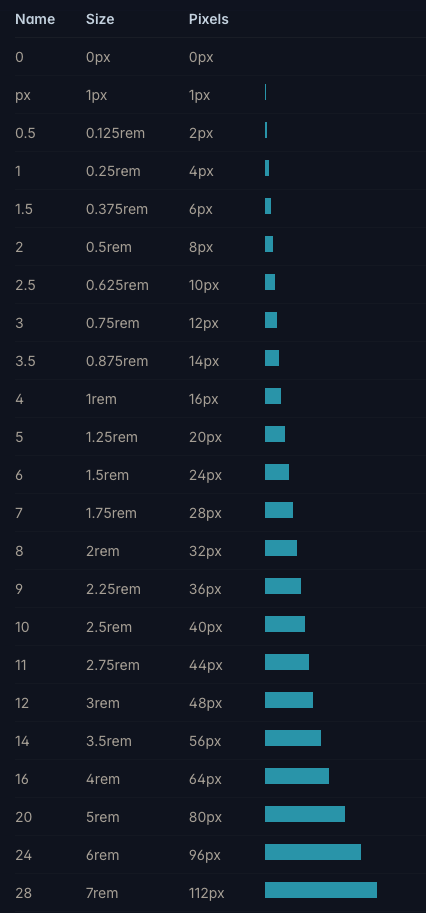 Name Size Pixels
0 0px 0px
px 1px 1px
0.5 0.125rem 2px
1 0.25rem 4px
1.5 0.375rem 6px
2 0.5rem 8px
2.5 0.625rem 10px
3 0.75rem 12px
3.5 0.875rem 14px
4 1rem 16px
5 1.25rem 20px
6 1.5rem 24px
7 1.75rem 28px
8 2rem 32px
9 2.25rem 36px
10 2.5rem 40px
11 2.75rem 44px
12 3rem 48px
14 3.5rem 56px
16 4rem 64px
20 5rem 80px
24 6rem 96px
28 7rem 112px